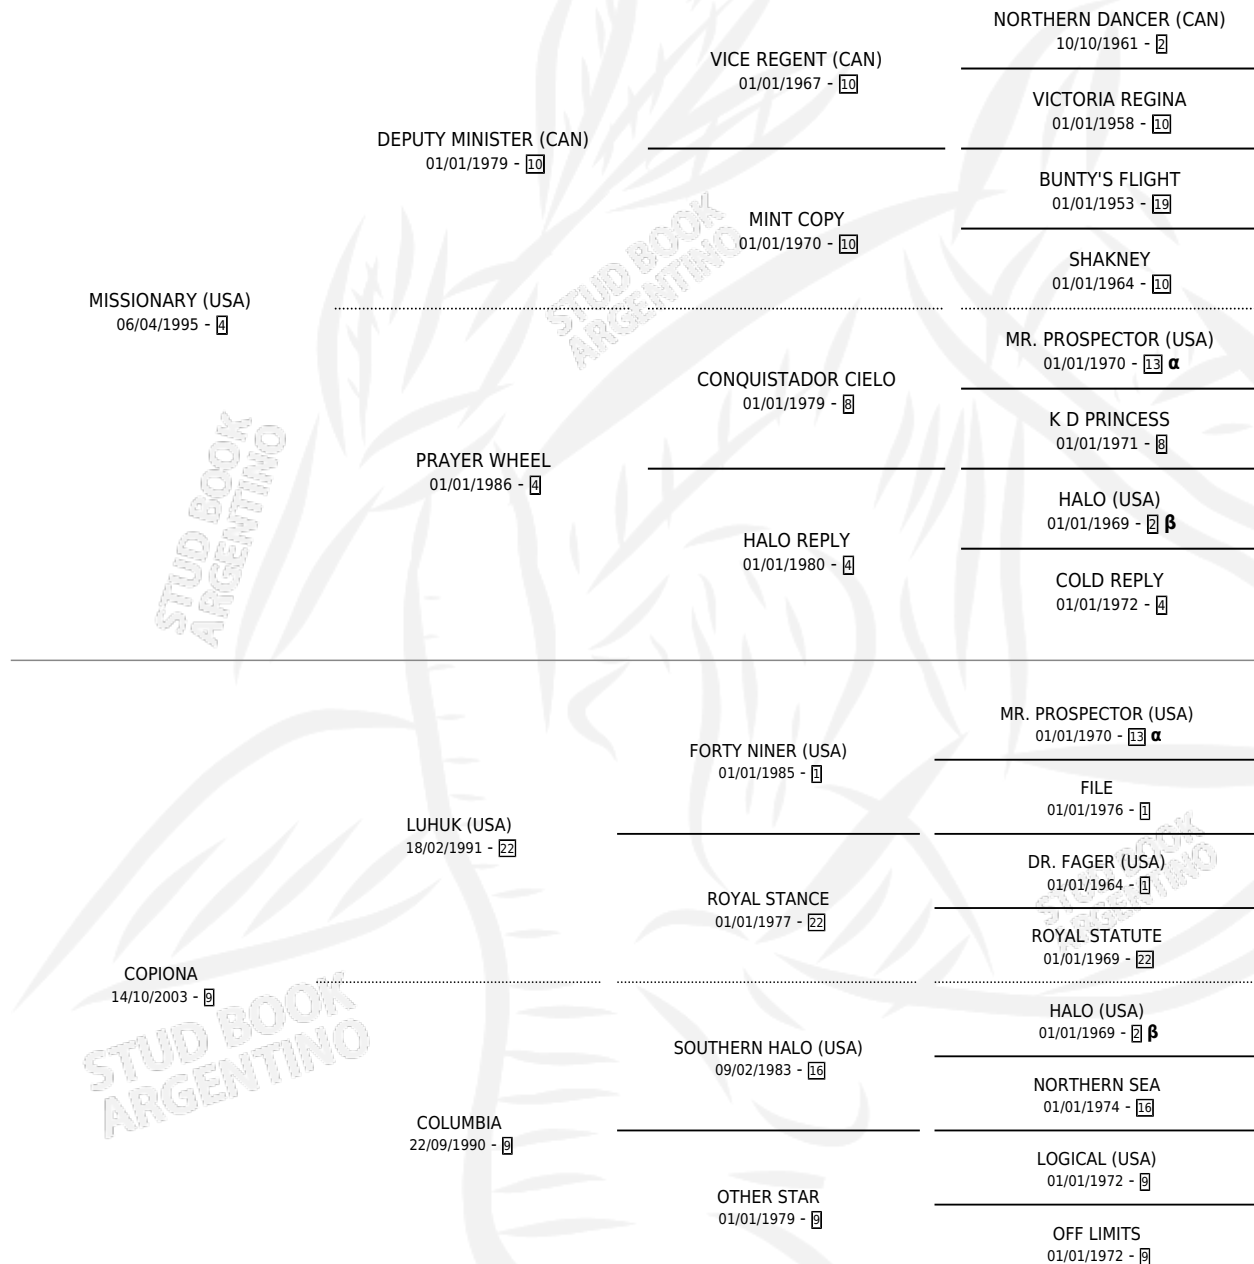 NORTHERN DANCER (CAN)
10/10/1961 - 2
VICE REGENT (CAN)
01/01/1967 - 10
VICTORIA REGINA
01/01/1958 - 10
DEPUTY MINISTER (CAN)
01/01/1979 - 10
BUNTY'S FLIGHT
01/01/1953 - 19
MINT COPY
01/01/1970 - 10
SHAKNEY
01/01/1964 - 10
MISSIONARY (USA)
06/04/1995 - 4
MR. PROSPECTOR (USA)
01/01/1970 - 13 α
CONQUISTADOR CIELO
01/01/1979 - 8
K D PRINCESS
01/01/1971 - 8
PRAYER WHEEL
01/01/1986 - 4
HALO (USA)
01/01/1969 - 2 β
HALO REPLY
01/01/1980 - 4
COLD REPLY
01/01/1972 - 4
MR. PROSPECTOR (USA)
01/01/1970 - 13 α
FORTY NINER (USA)
01/01/1985 - 1
FILE
01/01/1976 - 1
LUHUK (USA)
18/02/1991 - 22
DR. FAGER (USA)
01/01/1964 - 1
ROYAL STANCE
01/01/1977 - 22
ROYAL STATUTE
01/01/1969 - 22
COPIONA
14/10/2003 - 9
HALO (USA)
01/01/1969 - 2 β
SOUTHERN HALO (USA)
09/02/1983 - 16
NORTHERN SEA
01/01/1974 - 16
COLUMBIA
22/09/1990 - 9
LOGICAL (USA)
01/01/1972 - 9
OTHER STAR
01/01/1979 - 9
OFF LIMITS
01/01/1972 - 9
STUD BOOK
ARGENTINO
STUD BOOK
ARGENTINO
STUD BOOK
ARGENTINO
STUD BOOK
ARGENTINO